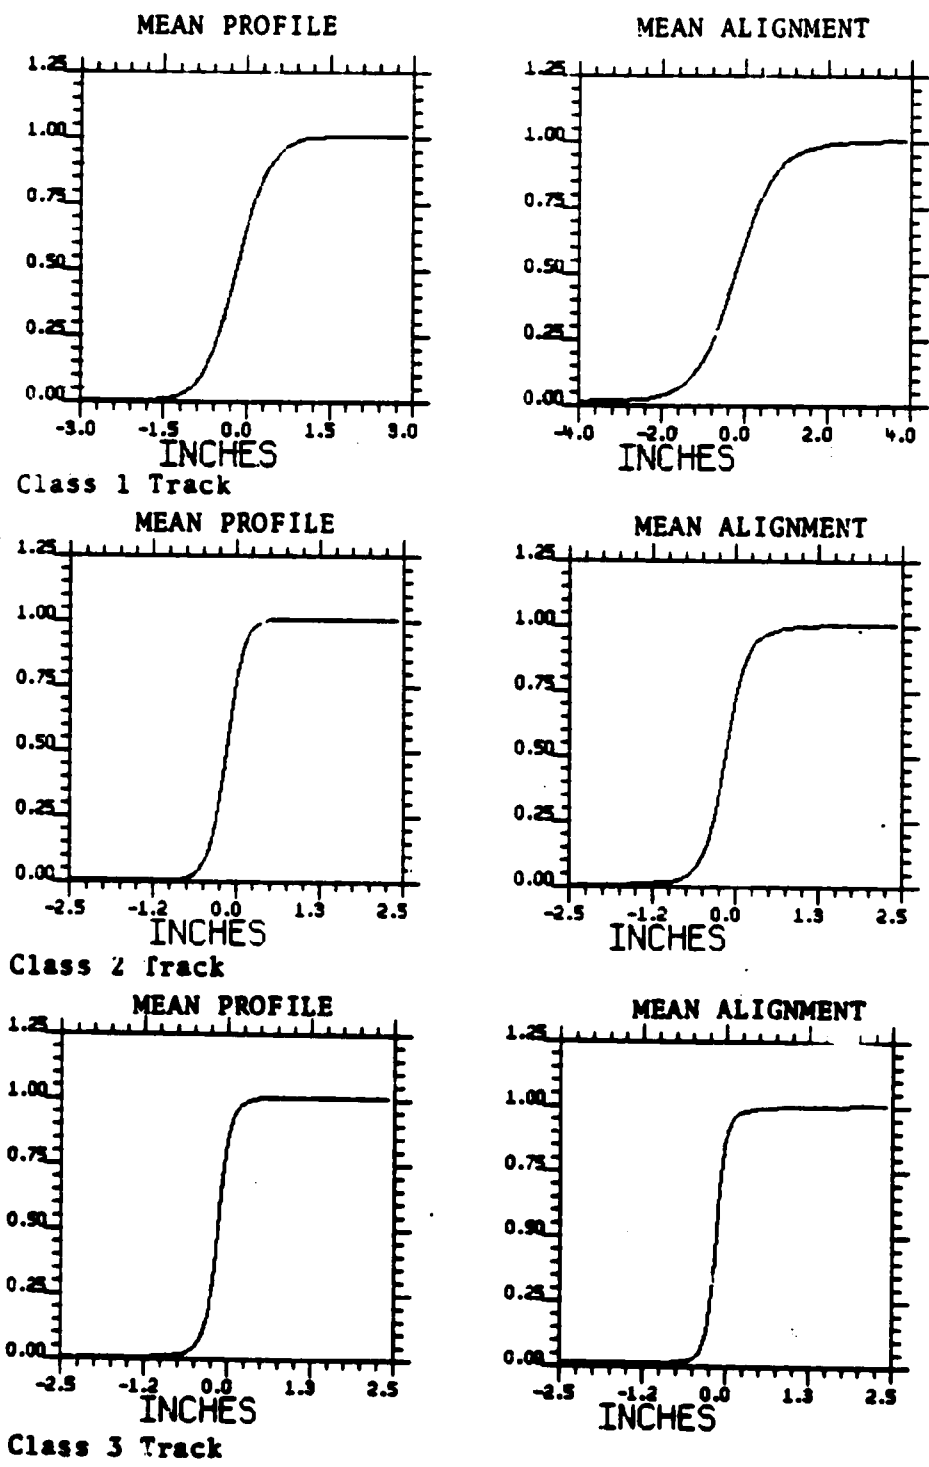 MEAN PROFILE
MEAN ALIGNMENT
1.25
1.00
0.75
0.50
0.25
0.00
-3.0 -1.5 0.0 1.5 3.0
INCHES
1.25
1.00
0.75
0.50
0.25
0.00
-4.0 -2.0 0.0 2.0 4.0
INCHES
Class 1 Track
MEAN PROFILE
MEAN ALIGNMENT
1.25
1.00
0.75
0.50
0.25
0.00
-2.5 -1.2 0.0 1.3 2.5
INCHES
1.25
1.00
0.75
0.50
0.25
0.00
-2.5 -1.2 0.0 1.3 2.5
INCHES
Class 2 Track
MEAN PROFILE
MEAN ALIGNMENT
1.25
1.00
0.75
0.50
0.25
0.00
-2.5 -1.2 0.0 1.3 2.5
INCHES
1.25
1.00
0.75
0.50
0.25
0.00
-2.5 -1.2 0.0 1.3 2.5
INCHES
Class 3 Track